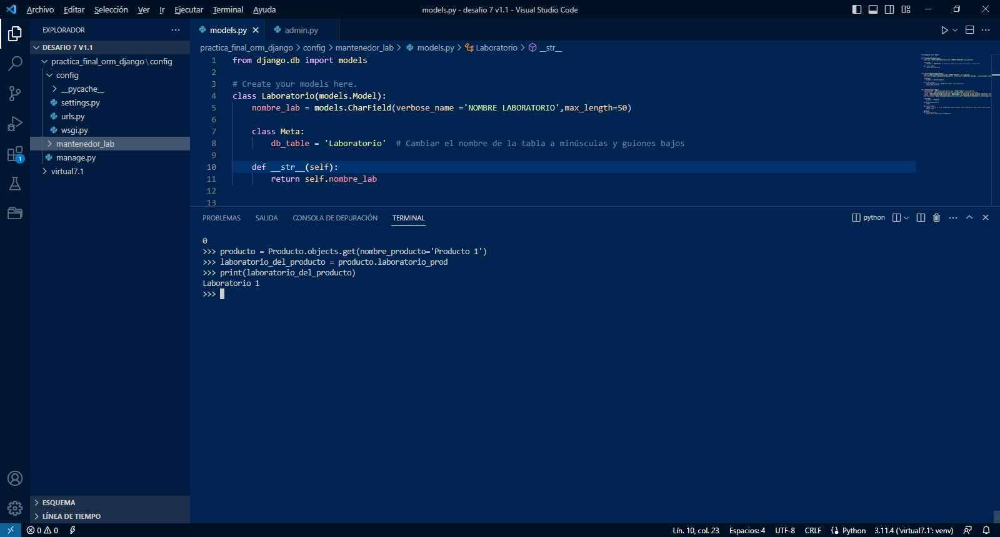 Archivo Editar Selección Ver Ir Ejecutar Terminal Ayuda
models.py - desafio 7 v1.1 - Visual Studio Code
EXPLORADOR
DESAFIO 7 V1.1
practica_final_orm_django \ config
config
__pycache__
settings.py
urls.py
wsgi.py
mantenedor_lab
manage.py
virtual7.1
1
ESQUEMA
LÍNEA DE TIEMPO
models.py
admin.py
practica_final_orm_django > config > mantenedor_lab > models.py > Laboratorio > __str__
1 from django.db import models
2
3 # Create your models here.
4 class Laboratorio(models.Model):
5 nombre_lab = models.CharField(verbose_name ='NOMBRE LABORATORIO',max_length=50)
6
7 class Meta:
8 db_table = 'Laboratorio'  # Cambiar el nombre de la tabla a minúsculas y guiones bajos
9
10 def __str__(self):
11 return self.nombre_lab
12
13
PROBLEMAS SALIDA CONSOLA DE DEPURACIÓN TERMINAL
python
0
>>> producto = Producto.objects.get(nombre_producto='Producto 1')
>>> laboratorio_del_producto = producto.laboratorio_prod
>>> print(laboratorio_del_producto)
Laboratorio 1
>>>
0 0
Lín. 10, col. 23 Espacios: 4 UTF-8 CRLF Python 3.11.4 ('virtual7.1': venv)